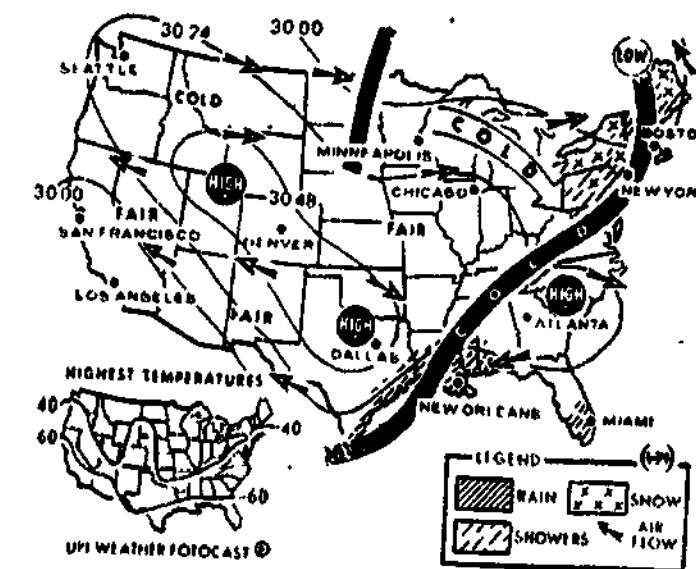 30.24
30.00
LOW
SEATTLE
COLD
BOSTON
MINNEAPOLIS
COLD
30.00
HIGH
30.48
CHICAGO
NEW YORK
FAIR
SAN FRANCISCO
DENVER
FAIR
LOS ANGELES
FAIR
HIGH
HIGH
ATLANTA
DALLAS
HIGHEST TEMPERATURES
NEW ORLEANS
MIAMI
40
60
40
60
LEGEND
RAIN
SNOW
SHOWERS
AIR FLOW
UPI WEATHER FOTOCAST ©